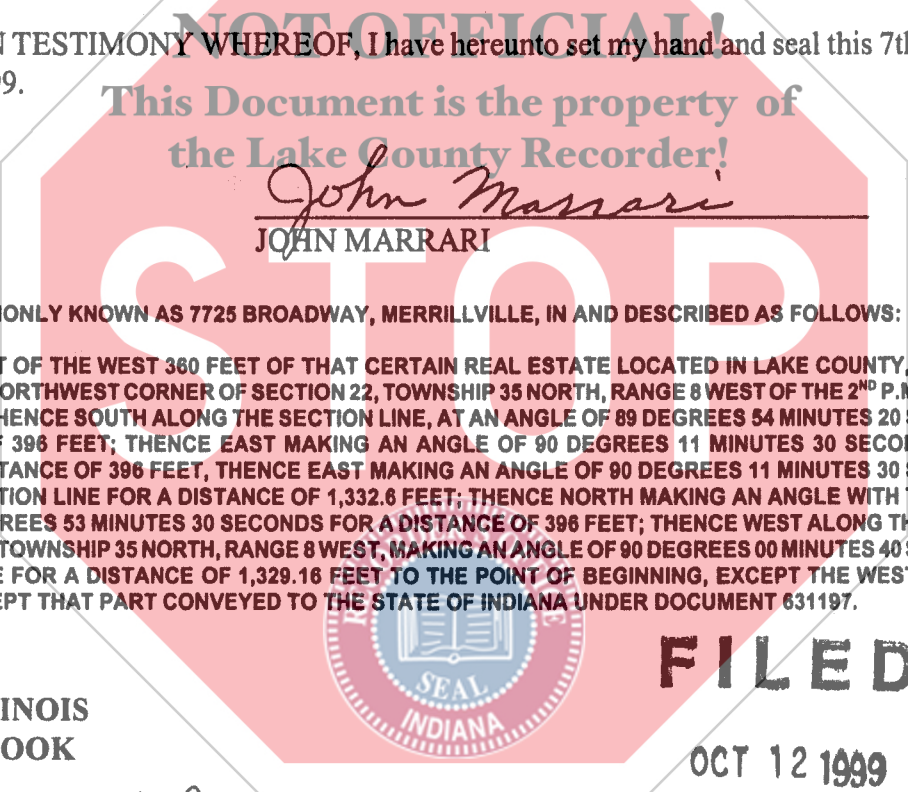 NOT OFFICIAL!
N TESTIMONY WHEREOF, I have hereunto set my hand and seal this 7th
99.
This Document is the property of
the Lake County Recorder!
John Marrari
JOHN MARRARI
STOP
MONLY KNOWN AS 7725 BROADWAY, MERRILLVILLE, IN AND DESCRIBED AS FOLLOWS:
T OF THE WEST 360 FEET OF THAT CERTAIN REAL ESTATE LOCATED IN LAKE COUNTY,
ORTHWEST CORNER OF SECTION 22, TOWNSHIP 35 NORTH, RANGE 8 WEST OF THE 2ND P.M
HENCE SOUTH ALONG THE SECTION LINE, AT AN ANGLE OF 89 DEGREES 54 MINUTES 20
F 396 FEET; THENCE EAST MAKING AN ANGLE OF 90 DEGREES 11 MINUTES 30 SECON
TANCE OF 396 FEET, THENCE EAST MAKING AN ANGLE OF 90 DEGREES 11 MINUTES 30
TION LINE FOR A DISTANCE OF 1,332.6 FEET; THENCE NORTH MAKING AN ANGLE WITH
REES 53 MINUTES 30 SECONDS FOR A DISTANCE OF 396 FEET; THENCE WEST ALONG TH
TOWNSHIP 35 NORTH, RANGE 8 WEST, MAKING AN ANGLE OF 90 DEGREES 00 MINUTES 40
E FOR A DISTANCE OF 1,329.16 FEET TO THE POINT OF BEGINNING, EXCEPT THE WEST
EPT THAT PART CONVEYED TO THE STATE OF INDIANA UNDER DOCUMENT 631197.
RECORDER'S OFFICE
SEAL
INDIANA
FILED
INOIS
OOK
OCT 12 1999